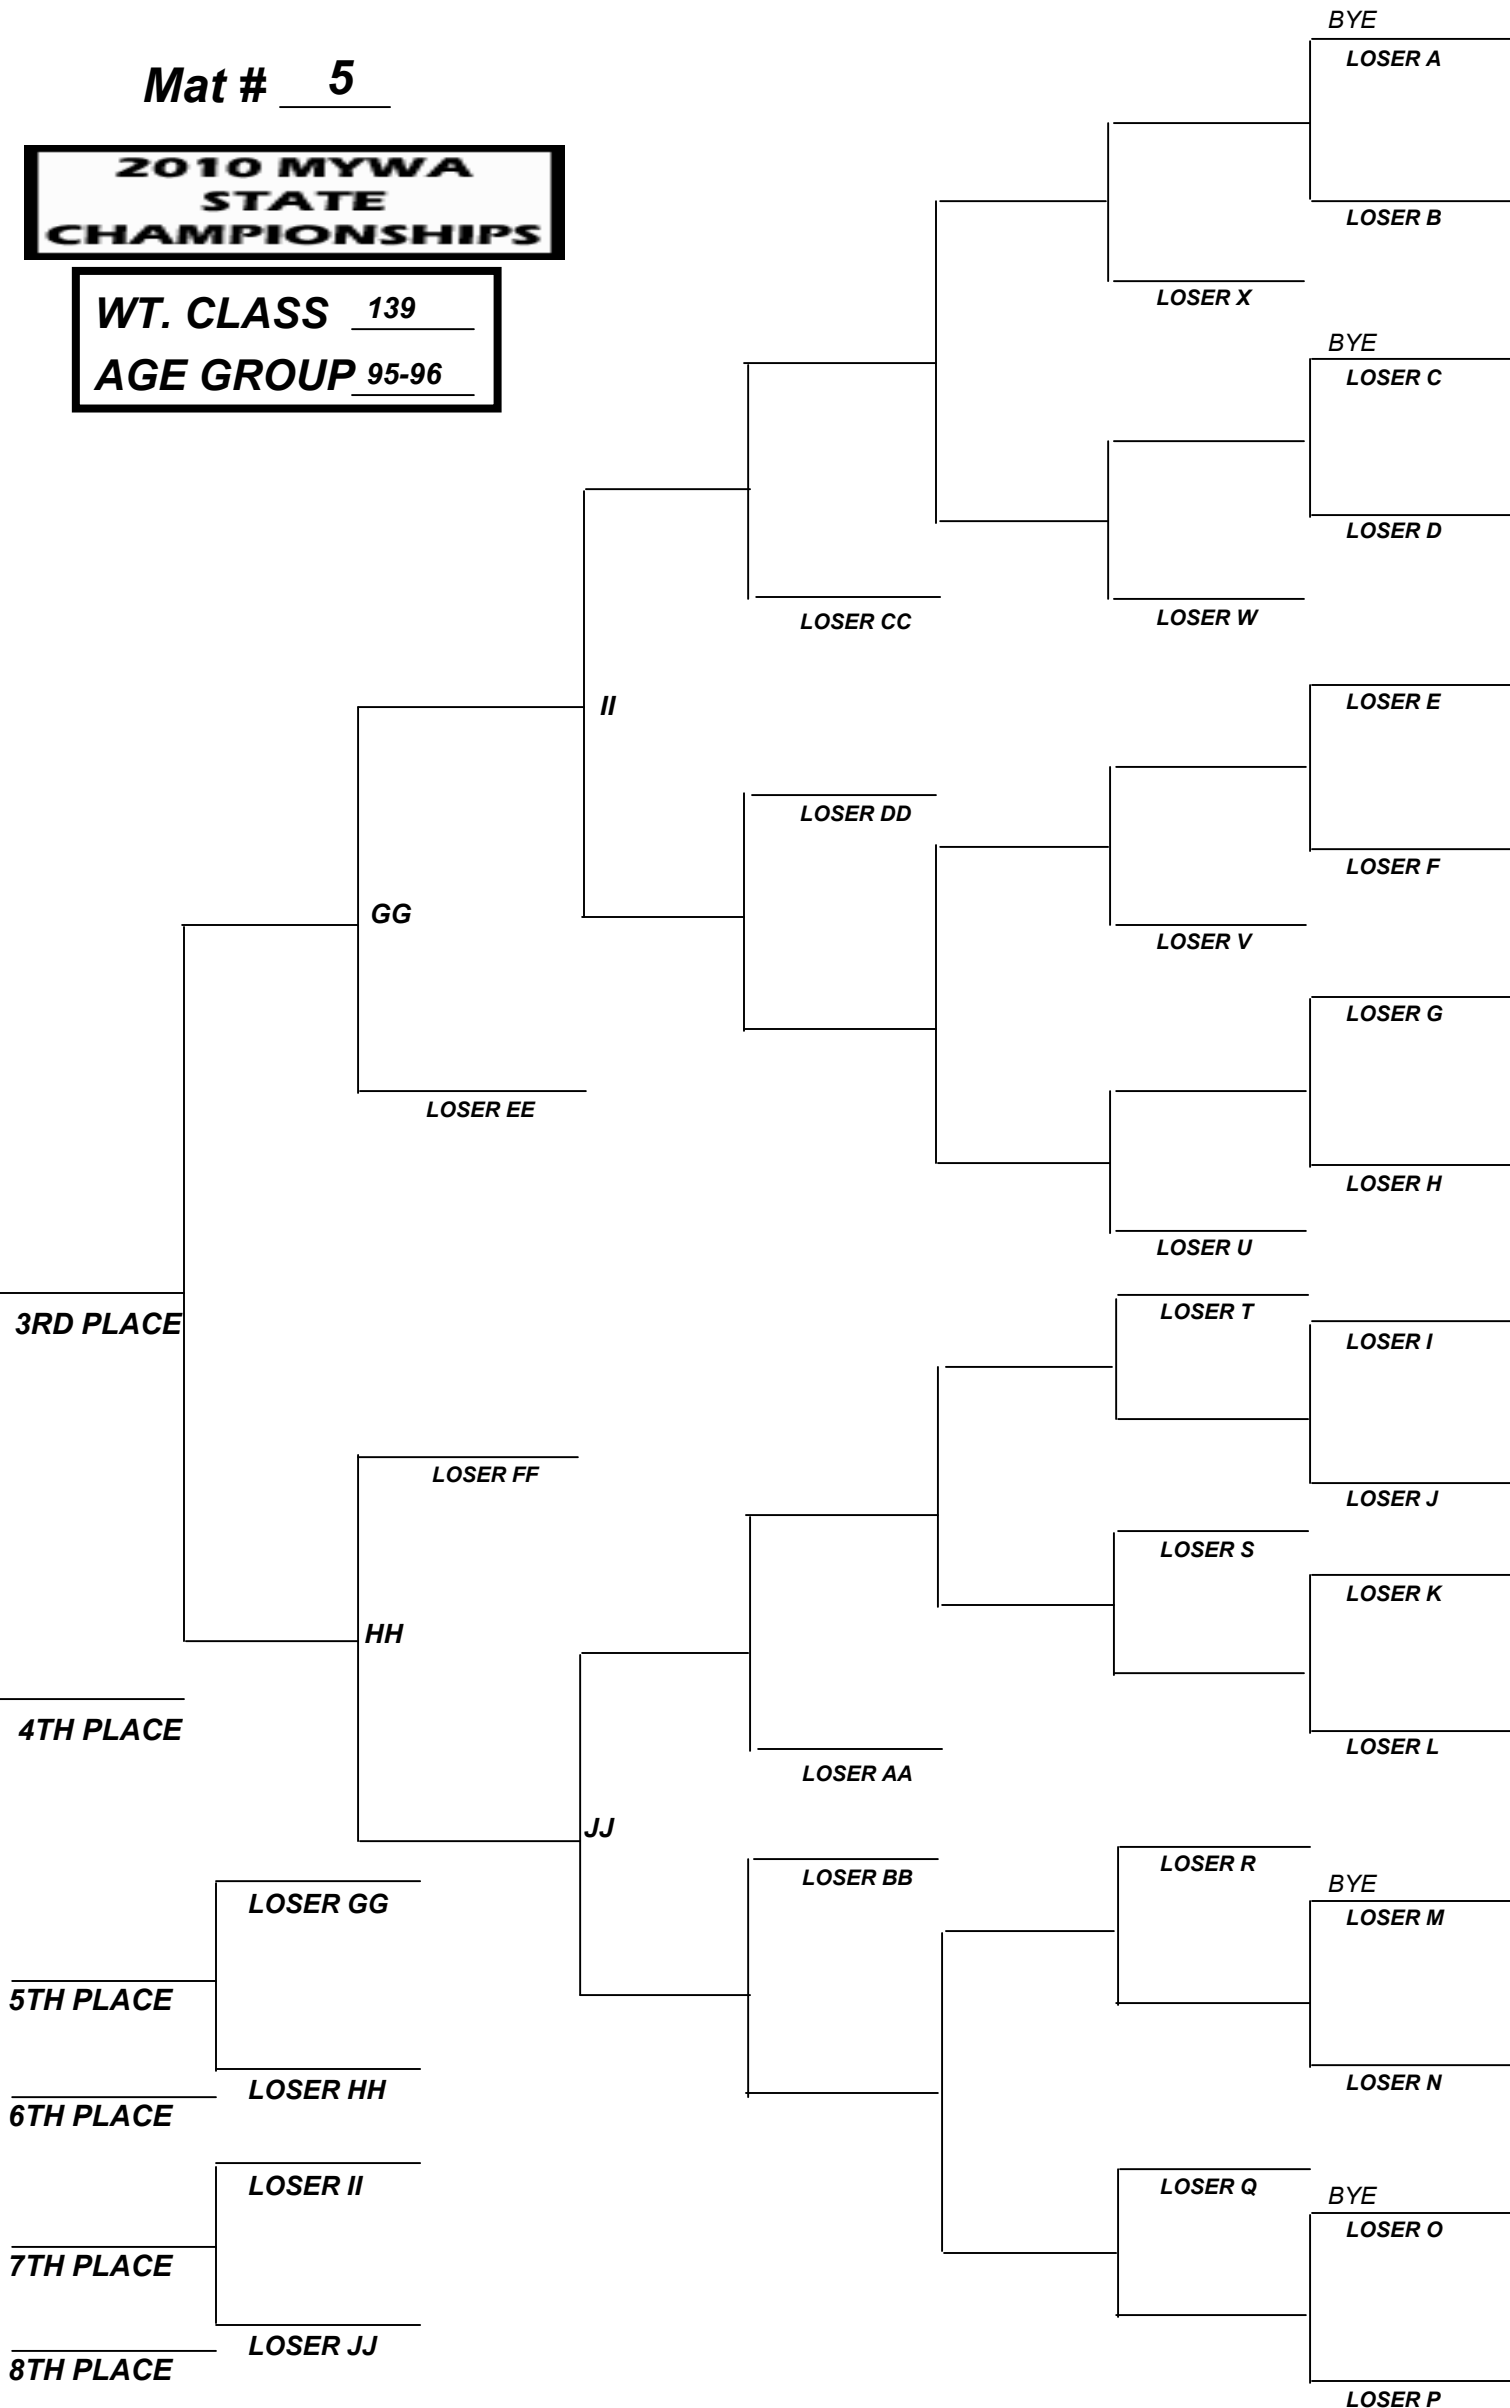 BYE
LOSER A
Mat # 5
2010 MYWA
STATE
CHAMPIONSHIPS
LOSER B
WT. CLASS 139
LOSER X
BYE
AGE GROUP 95-96
LOSER C
LOSER D
LOSER CC
LOSER W
II
LOSER E
LOSER DD
LOSER F
GG
LOSER V
LOSER G
LOSER EE
LOSER H
LOSER U
LOSER T
3RD PLACE
LOSER I
LOSER FF
LOSER J
LOSER S
LOSER K
HH
4TH PLACE
LOSER L
LOSER AA
JJ
LOSER R
LOSER BB
BYE
LOSER GG
LOSER M
5TH PLACE
LOSER N
LOSER HH
6TH PLACE
LOSER II
LOSER Q
BYE
LOSER O
7TH PLACE
LOSER JJ
8TH PLACE
LOSER P